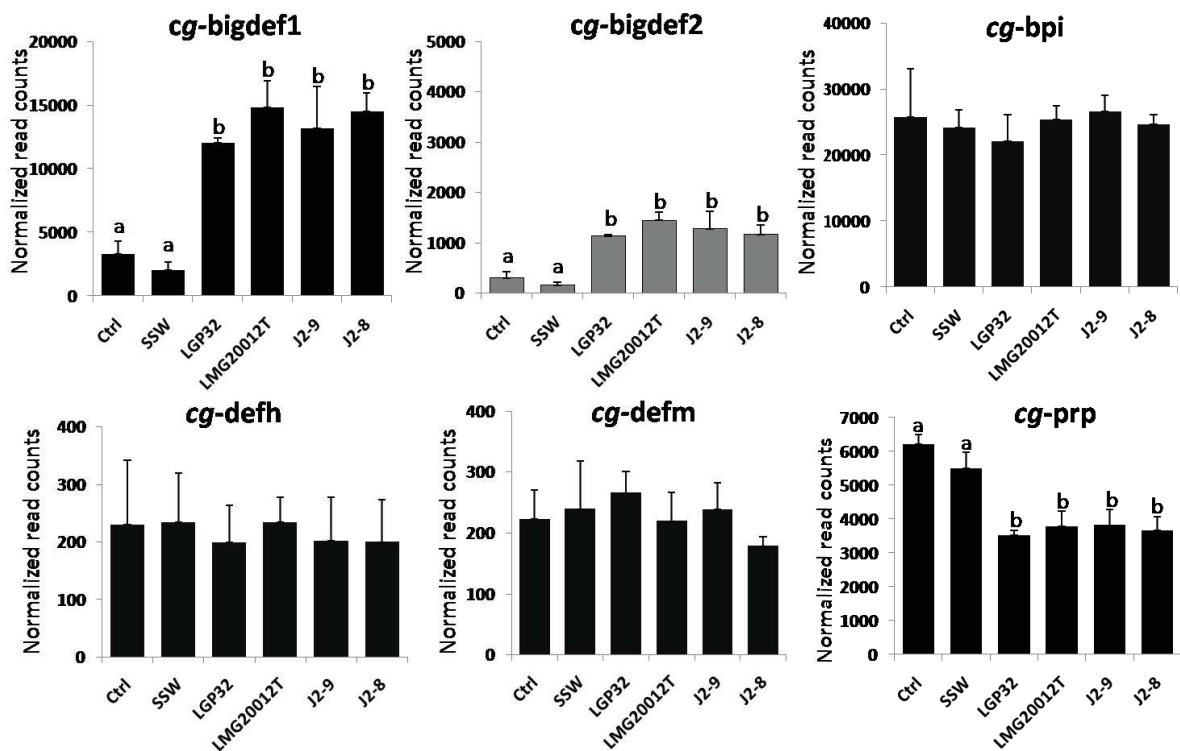 cg-bigdef1
Normalized read counts
20000
15000
10000
5000
0
a
a
b
b
b
b
Ctrl
SSW
LGP32
LMG20012T
J2-9
J2-8
cg-bigdef2
Normalized read counts
5000
4000
3000
2000
1000
0
a
a
b
b
b
b
Ctrl
SSW
LGP32
LMG20012T
J2-9
J2-8
cg-bpi
Normalized read counts
40000
30000
20000
10000
0
Ctrl
SSW
LGP32
LMG20012T
J2-9
J2-8
cg-defh
Normalized read counts
400
300
200
100
0
Ctrl
SSW
LGP32
LMG20012T
J2-9
J2-8
cg-defm
Normalized read counts
400
300
200
100
0
Ctrl
SSW
LGP32
LMG20012T
J2-9
J2-8
cg-prp
Normalized read counts
7000
6000
5000
4000
3000
2000
1000
0
a
a
b
b
b
b
Ctrl
SSW
LGP32
LMG20012T
J2-9
J2-8